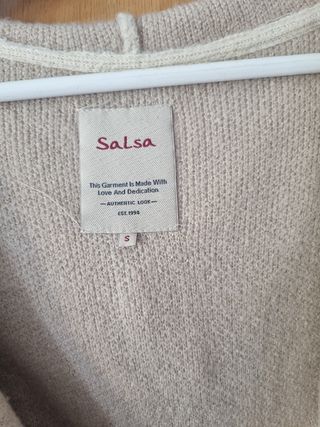 SaLsa
This Garment Is Made With
Love And Dedication
—AUTHENTIC LOOK—
EST.1994
S